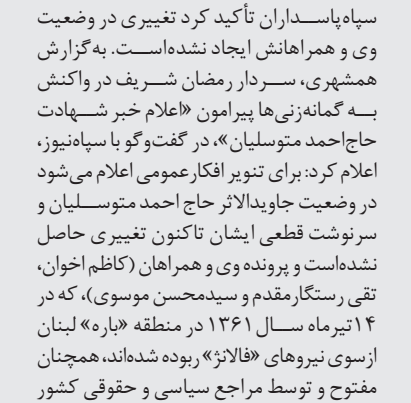 سپاه‌پاسداران تأکید کرد تغییری در وضعیت
وی و همراهانش ایجاد نشده‌است. به‌گزارش
همشهری، سردار رمضان شریف در واکنش
به گمانه‌زنی‌ها پیرامون «اعلام خبر شهادت
حاج‌احمد متوسلیان»، در گفت‌وگو با سپاه‌نیوز،
اعلام کرد: برای تنویر افکارعمومی اعلام می‌شود
در وضعیت جاویدالاثر حاج احمد متوسلیان و
سرنوشت قطعی ایشان تاکنون تغییری حاصل
نشده‌است و پرونده وی و همراهان (کاظم اخوان،
تقی رستگارمقدم و سیدمحسن موسوی)، که در
۱۴تیرماه سال ۱۳۶۱ در منطقه «باره» لبنان
ازسوی نیروهای «فالانژ» ربوده شده‌اند، همچنان
مفتوح و توسط مراجع سیاسی و حقوقی کشور